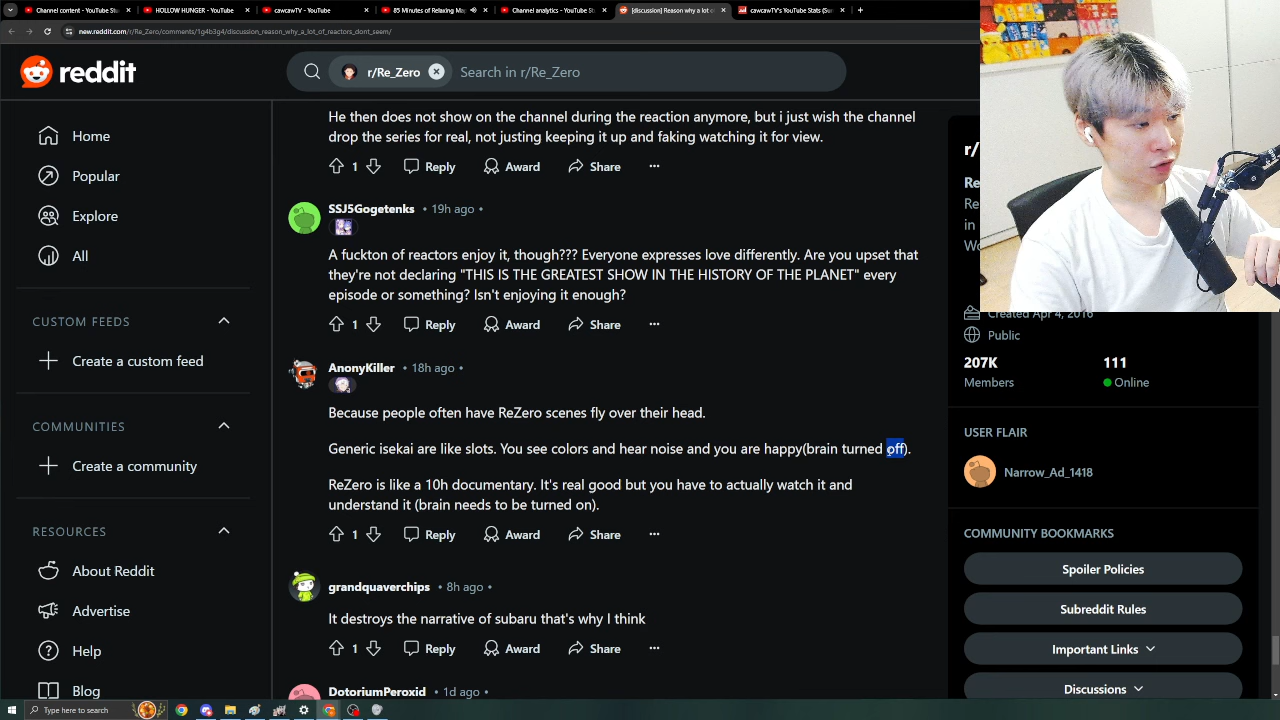 Channel content - YouTube Stu
HOLLOW HUNGER - YouTube
cawcawTV - YouTube
85 Minutes of Radiating Ma
Channel analytics - YouTube St
[discussion] Reason why a lot o
cawcawTV's YouTube Stats (Su
new.reddit.com/r/Re_Zero/comments/1g4b3g4/discussion_reason_why_a_lot_of_reactors_dont_seem/
reddit
r/Re_Zero
Search in r/Re_Zero
Home
Popular
Explore
All
CUSTOM FEEDS
Create a custom feed
COMMUNITIES
Create a community
RESOURCES
About Reddit
Advertise
Help
Blog
He then does not show on the channel during the reaction anymore, but i just wish the channel
drop the series for real, not justing keeping it up and faking watching it for view.
1 Reply Award Share
SSJ5Gogetenks • 19h ago •
A fuckton of reactors enjoy it, though??? Everyone expresses love differently. Are you upset that
they're not declaring "THIS IS THE GREATEST SHOW IN THE HISTORY OF THE PLANET" every
episode or something? Isn't enjoying it enough?
1 Reply Award Share
AnonyKiller • 18h ago •
Because people often have ReZero scenes fly over their head.
Generic isekai are like slots. You see colors and hear noise and you are happy(brain turned off).
ReZero is like a 10h documentary. It's real good but you have to actually watch it and
understand it (brain needs to be turned on).
1 Reply Award Share
grandquaverchips • 8h ago •
It destroys the narrative of subaru that's why I think
1 Reply Award Share
DotoriumPeroxid • 1d ago •
r/
Re
Re
in
Wo
Created Apr 4, 2016
Public
207K 111
Members Online
USER FLAIR
Narrow_Ad_1418
COMMUNITY BOOKMARKS
Spoiler Policies
Subreddit Rules
Important Links
Discussions
Type here to search